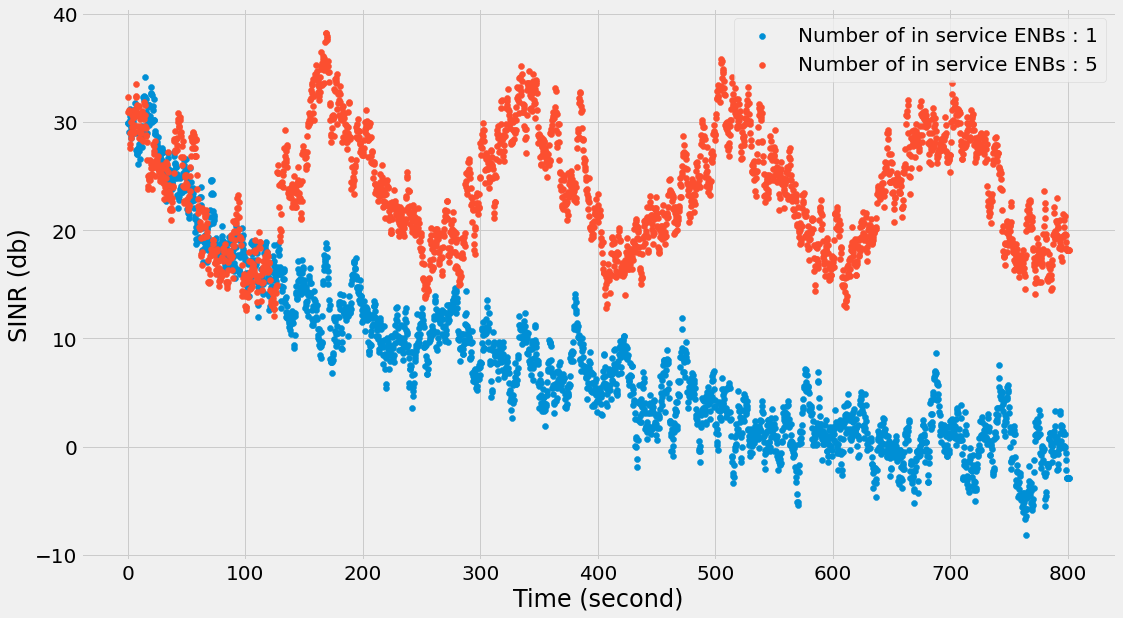 Number of in service ENBs : 1
Number of in service ENBs : 5
40
30
20
10
0
−10
SINR (db)
0 100 200 300 400 500 600 700 800
Time (second)